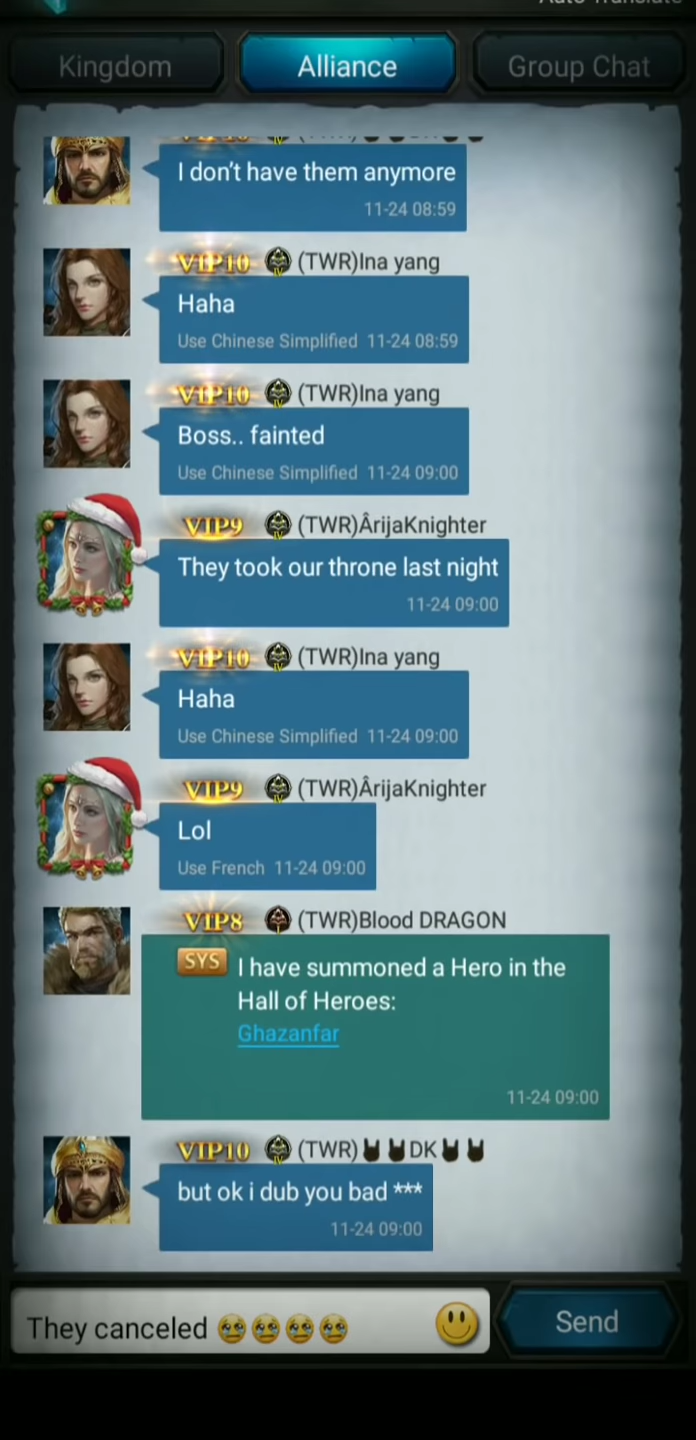 Auto Translate
Kingdom
Alliance
Group Chat
I don't have them anymore
11-24 08:59
VIP10 (TWR)Ina yang
Haha
Use Chinese Simplified 11-24 08:59
VIP10 (TWR)Ina yang
Boss.. fainted
Use Chinese Simplified 11-24 09:00
VIP9 (TWR)ÂrijaKnighter
They took our throne last night
11-24 09:00
VIP10 (TWR)Ina yang
Haha
Use Chinese Simplified 11-24 09:00
VIP9 (TWR)ÂrijaKnighter
Lol
Use French 11-24 09:00
VIP8 (TWR)Blood DRAGON
SYS I have summoned a Hero in the
Hall of Heroes:
Ghazanfar
11-24 09:00
VIP10 (TWR)🤘🤘DK🤘🤘
but ok i dub you bad ***
11-24 09:00
They canceled 🥹🥹🥹🥹
Send